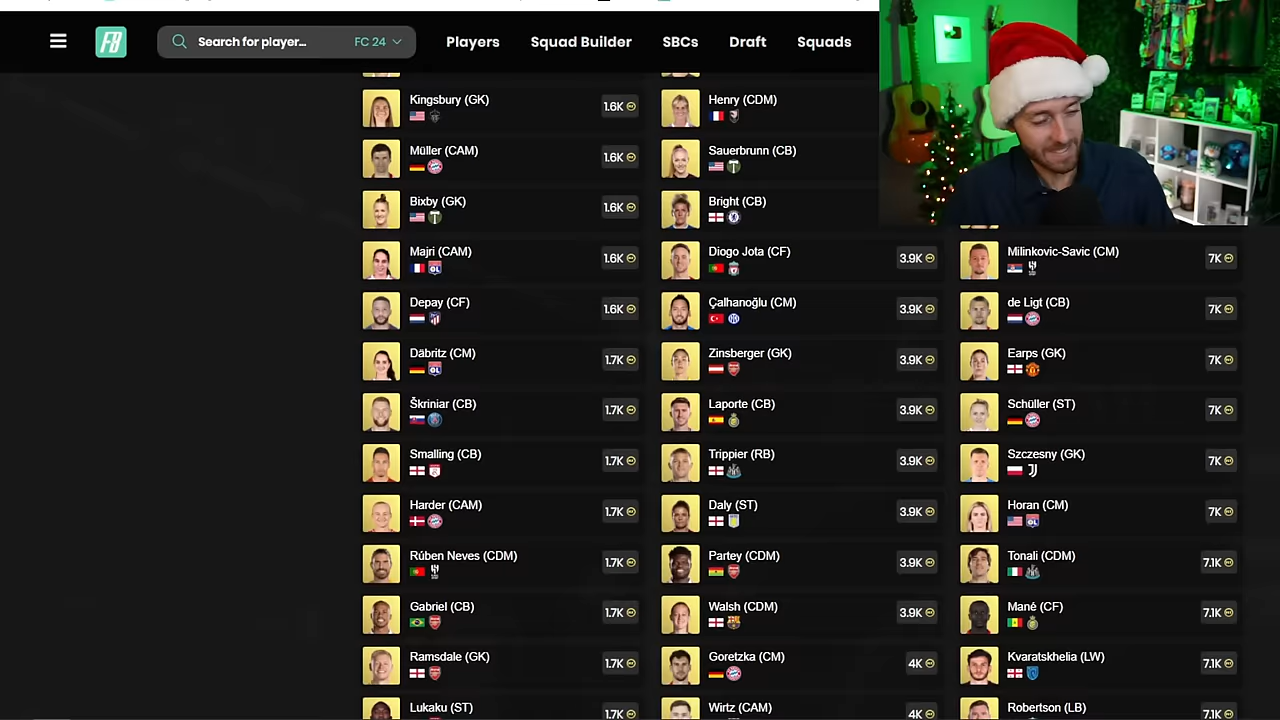 FB
Search for player...
FC 24
Players
Squad Builder
SBCs
Draft
Squads
Kingsbury (GK)
1.6K
Müller (CAM)
1.6K
Bixby (GK)
1.6K
Majri (CAM)
1.6K
Depay (CF)
1.6K
Däbritz (CM)
1.7K
Škriniar (CB)
1.7K
Smalling (CB)
1.7K
Harder (CAM)
1.7K
Rúben Neves (CDM)
1.7K
Gabriel (CB)
1.7K
Ramsdale (GK)
1.7K
Lukaku (ST)
1.7K
Henry (CDM)
Sauerbrunn (CB)
Bright (CB)
Diogo Jota (CF)
3.9K
Çalhanoğlu (CM)
3.9K
Zinsberger (GK)
3.9K
Laporte (CB)
3.9K
Trippier (RB)
3.9K
Daly (ST)
3.9K
Partey (CDM)
3.9K
Walsh (CDM)
3.9K
Goretzka (CM)
4K
Wirtz (CAM)
4K
Milinkovic-Savic (CM)
7K
de Ligt (CB)
7K
Earps (GK)
7K
Schüller (ST)
7K
Szczesny (GK)
7K
Horan (CM)
7K
Tonali (CDM)
7.1K
Mané (CF)
7.1K
Kvaratskhelia (LW)
7.1K
Robertson (LB)
7.1K